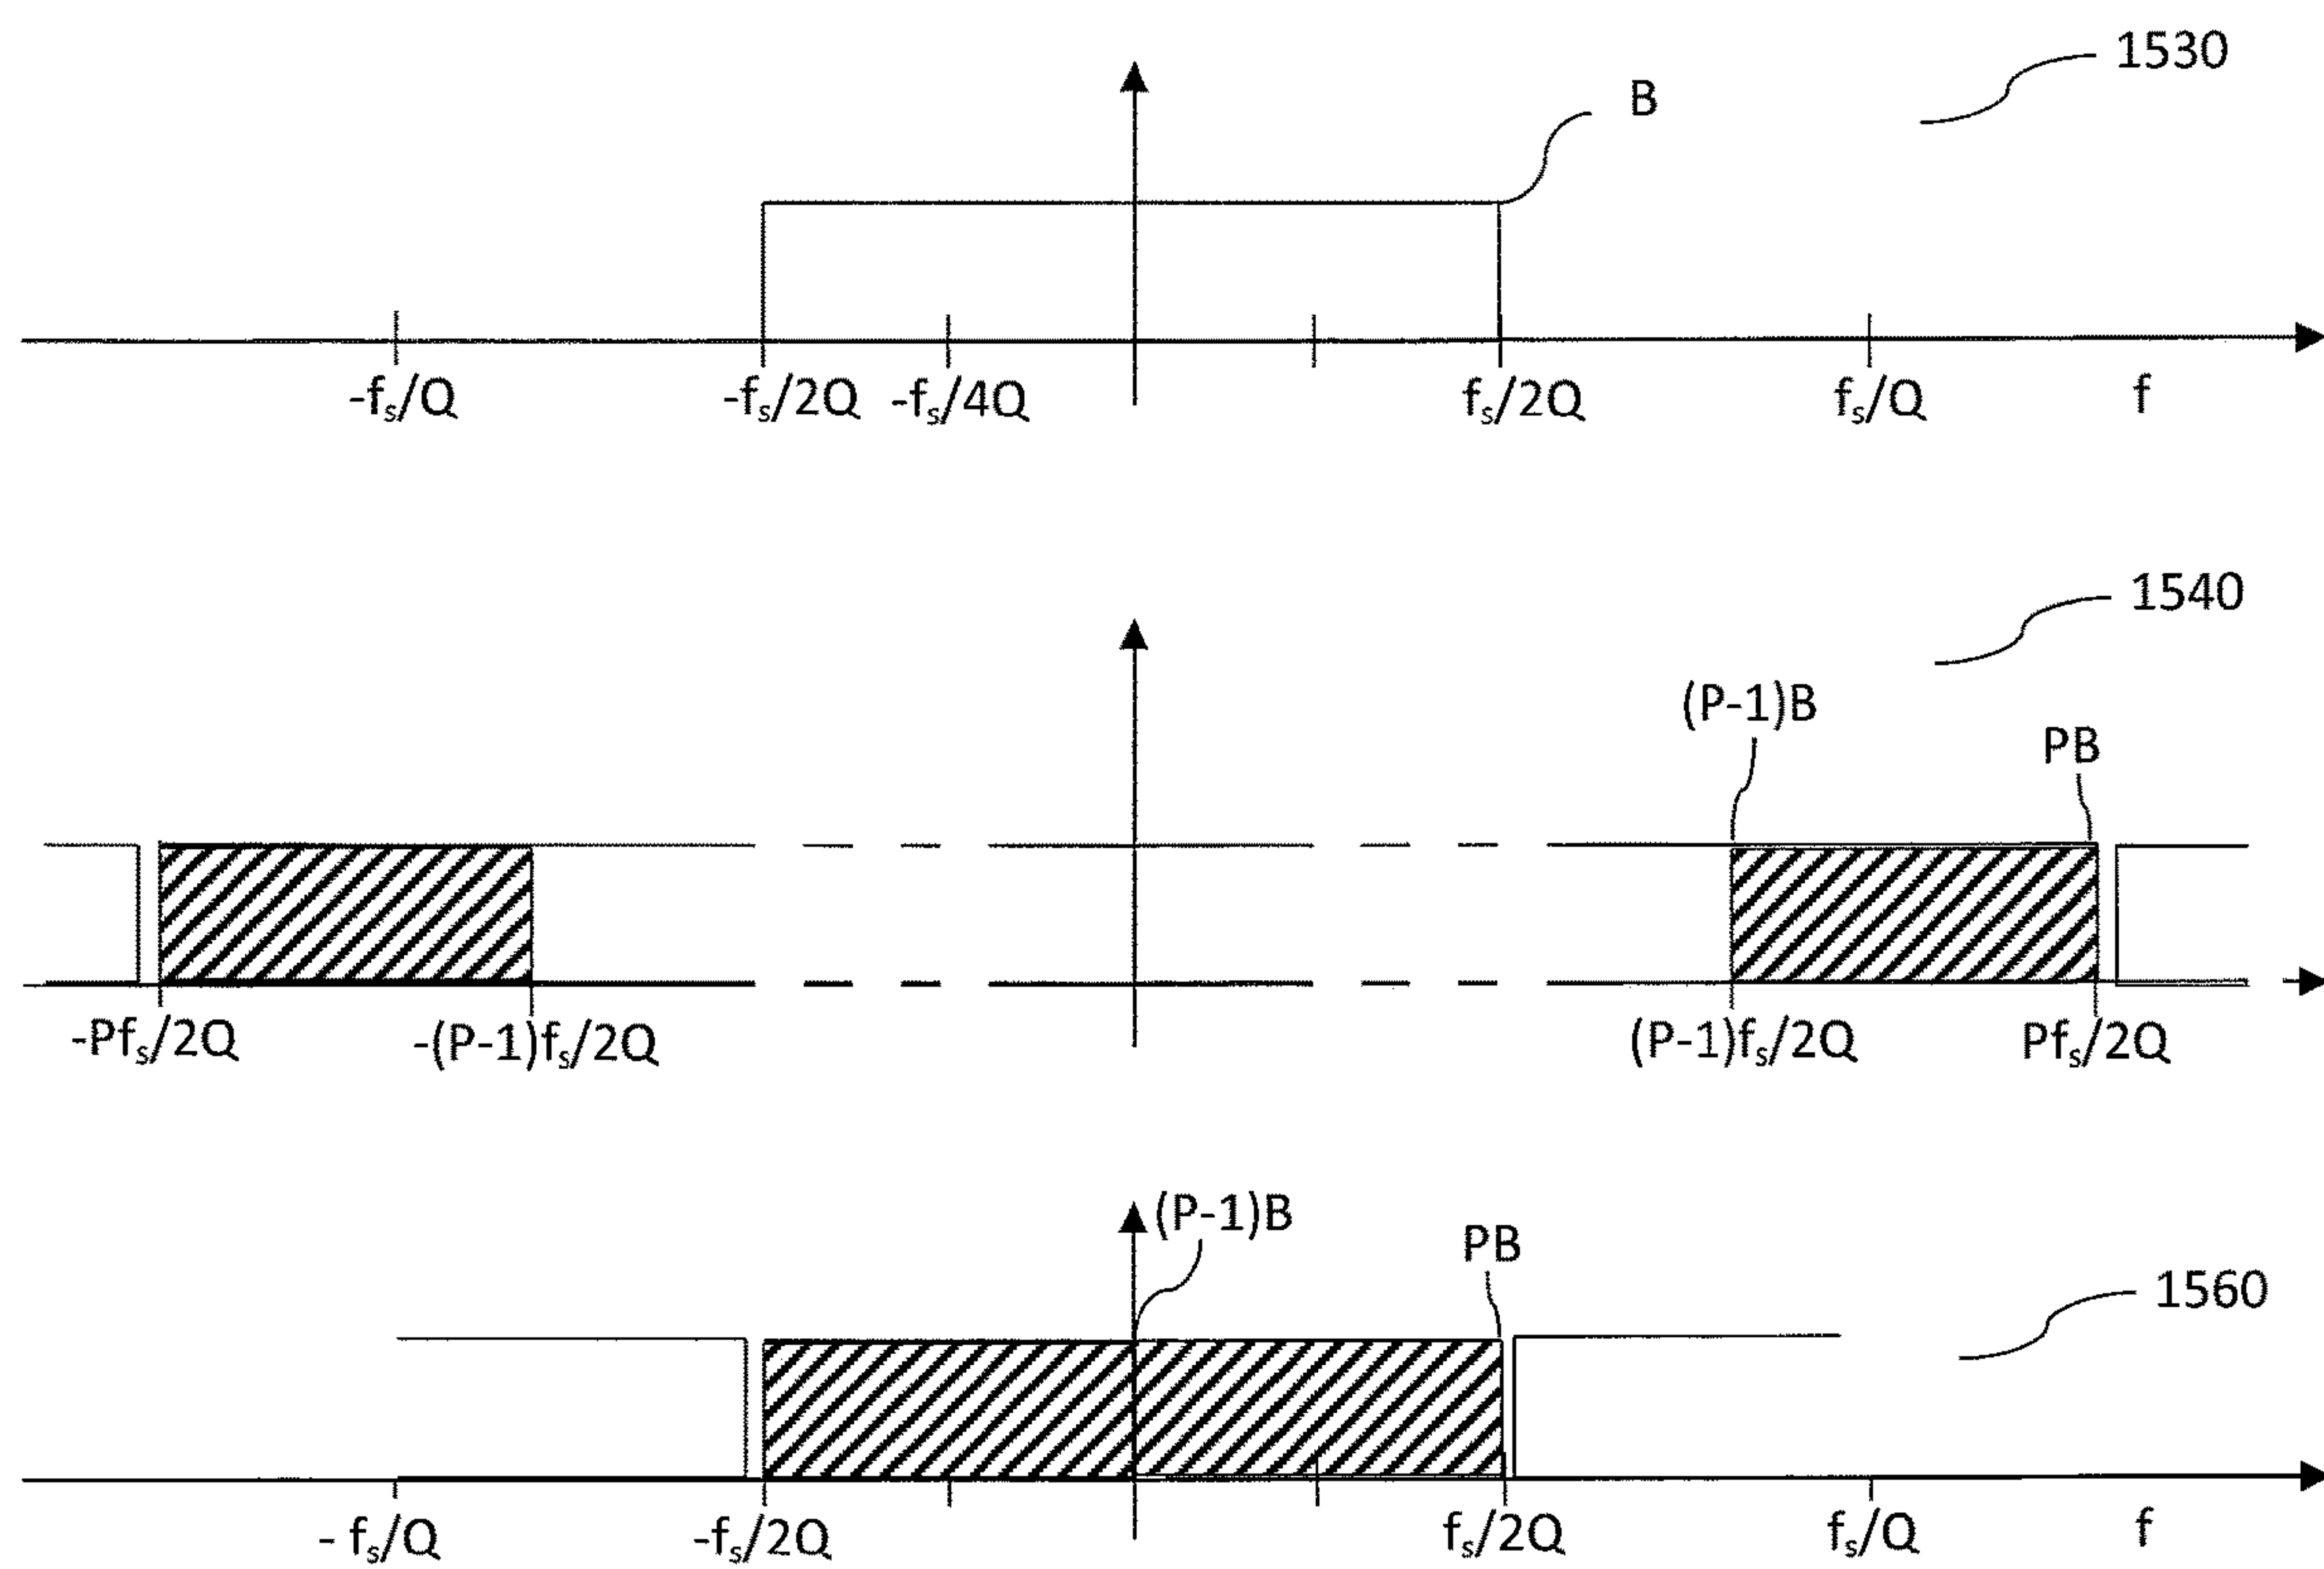 1530
B
-fs/Q -fs/2Q -fs/4Q fs/2Q fs/Q f
1540
(P-1)B
PB
-Pfs/2Q -(P-1)fs/2Q (P-1)fs/2Q Pfs/2Q
(P-1)B
PB
1560
- fs/Q -fs/2Q fs/2Q fs/Q f